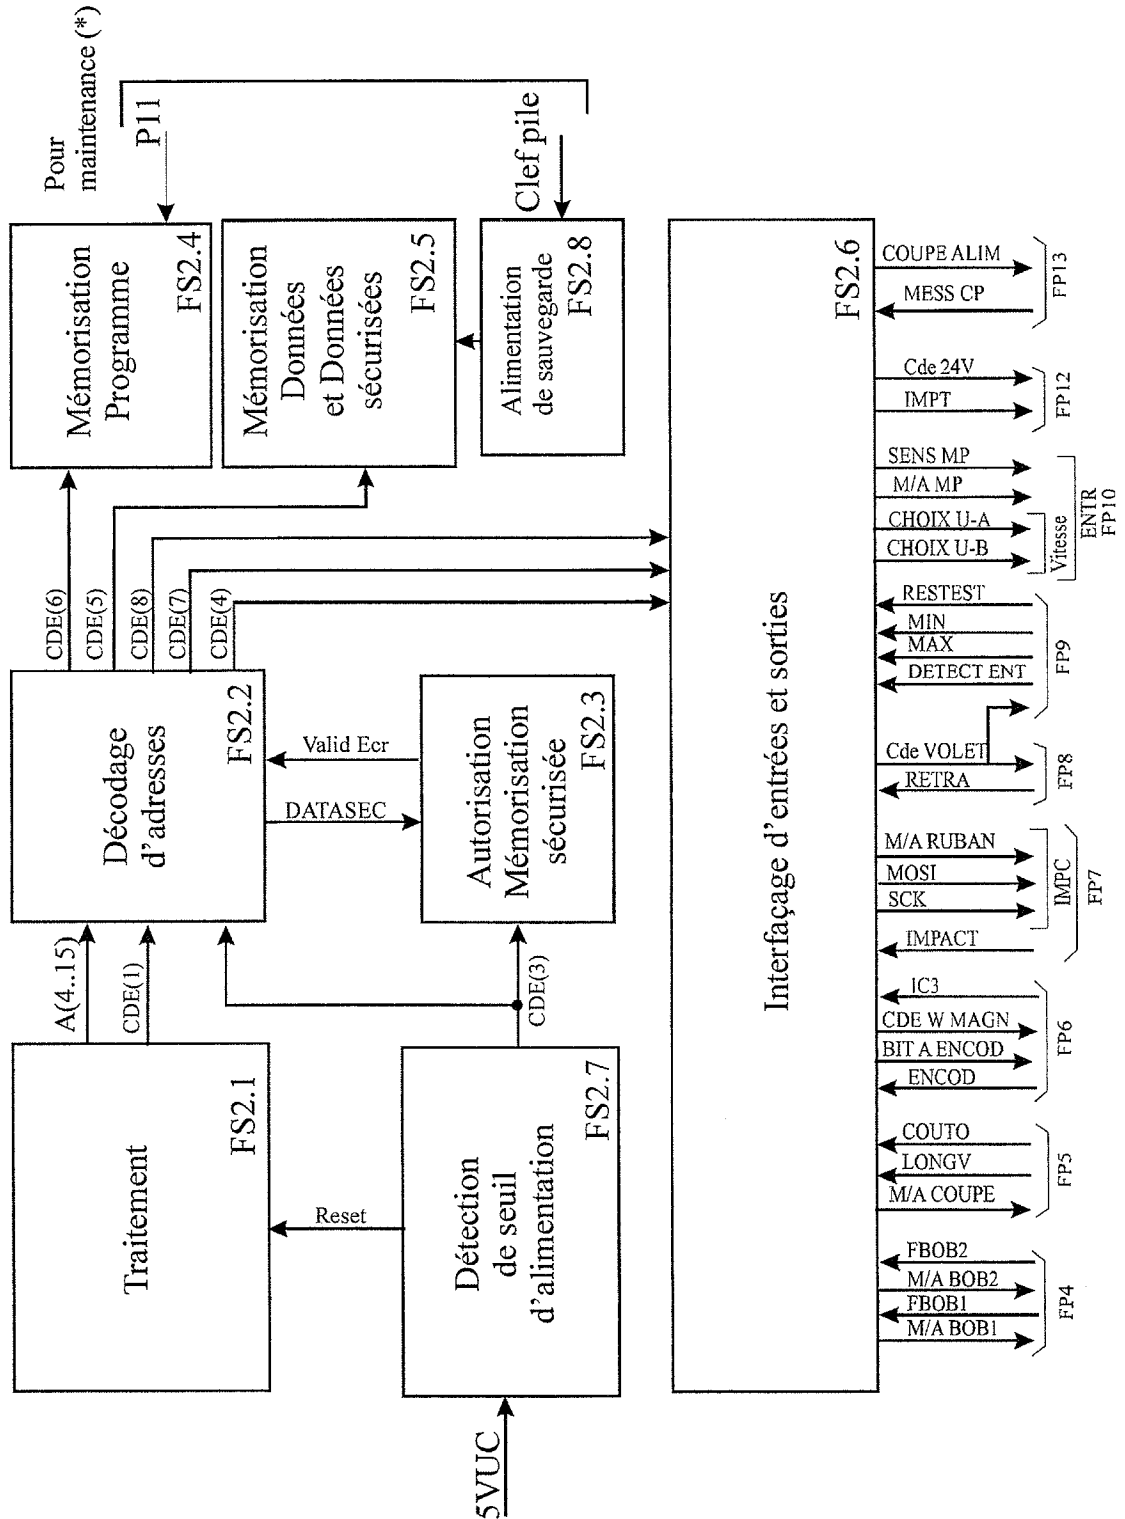 Pour
maintenance (*)
P11
Clef pile
Mémorisation
Programme
FS2.4
Mémorisation
Données
et Données
sécurisées
FS2.5
Alimentation
de sauvegarde
FS2.8
CDE(6)
CDE(5)
CDE(8)
CDE(7)
CDE(4)
Décodage
d'adresses
FS2.2
Valid Ecr
DATASEC
Autorisation
Mémorisation
sécurisée
FS2.3
A(4..15)
CDE(1)
CDE(3)
Traitement
FS2.1
Reset
Détection
de seuil
d'alimentation
FS2.7
5VUC
Interfaçage d'entrées et sorties
FS2.6
COUPE ALIM
MESS CP
FP13
Cde 24V
IMPT
FP12
SENS MP
M/A MP
CHOIX U-A
CHOIX U-B
Vitesse
ENTR
FP10
RESTEST
MIN
MAX
DETECT ENT
FP9
Cde VOLET
RETRA
FP8
M/A RUBAN
MOSI
SCK
IMPC
IMPACT
FP7
IC3
CDE W MAGN
BIT A ENCOD
ENCOD
FP6
COUTO
LONGV
M/A COUPE
FP5
FBOB2
M/A BOB2
FBOB1
M/A BOB1
FP4